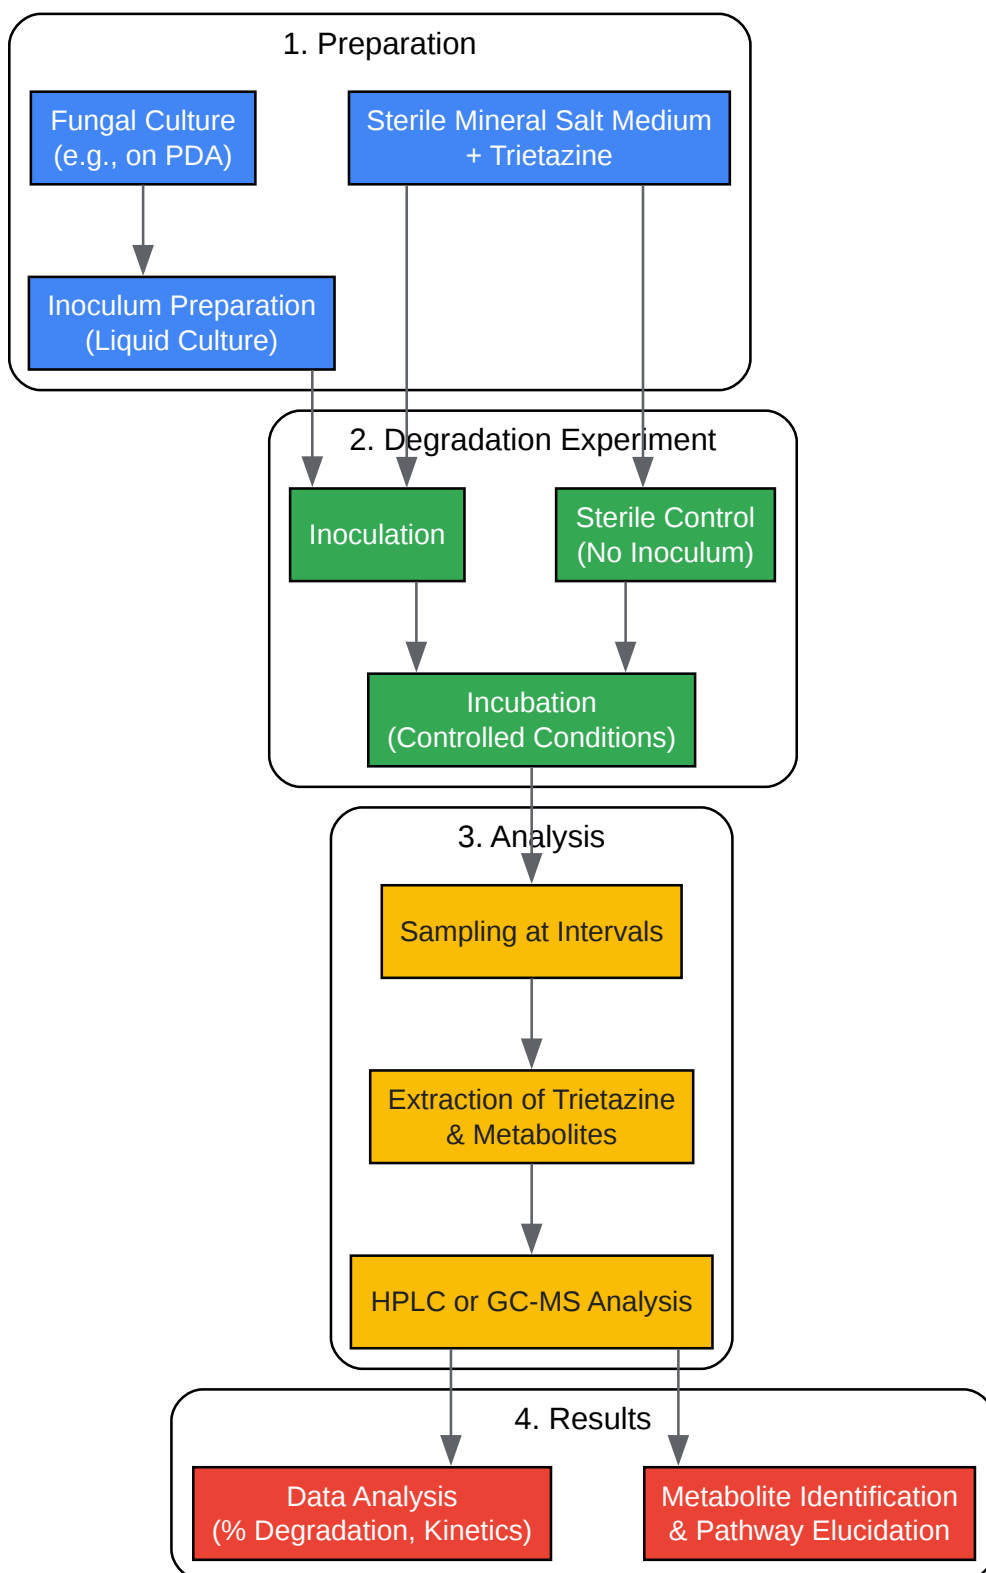 1. Preparation
Fungal Culture
(e.g., on PDA)
Sterile Mineral Salt Medium
+ Trietazine
Inoculum Preparation
(Liquid Culture)
2. Degradation Experiment
Inoculation
Sterile Control
(No Inoculum)
Incubation
(Controlled Conditions)
3. Analysis
Sampling at Intervals
Extraction of Trietazine
& Metabolites
HPLC or GC-MS Analysis
4. Results
Data Analysis
(% Degradation, Kinetics)
Metabolite Identification
& Pathway Elucidation